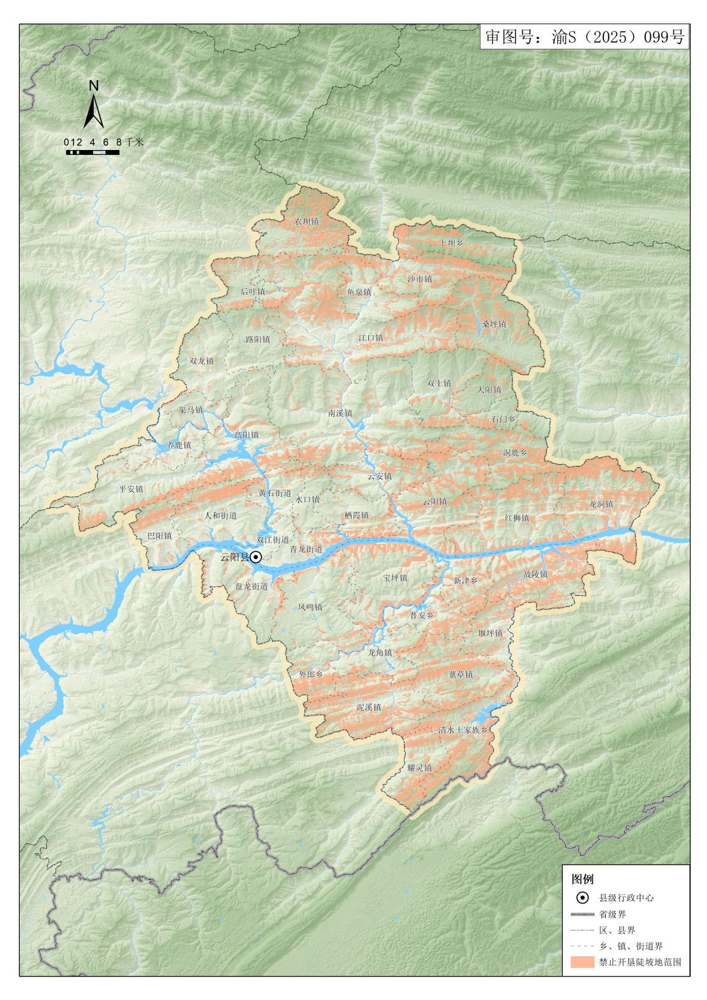 审图号：渝S（2025）099号
N
012 4 6 8 千米
农坝镇
上坝乡
沙市镇
后叶镇
鱼泉镇
桑坪镇
路阳镇
江口镇
双龙镇
双土镇
大阳镇
渠马镇
南溪镇
石门乡
高阳镇
养鹿镇
洞鹿乡
云安镇
平安镇
黄石街道
水口镇
云阳镇
龙洞镇
人和街道
栖霞镇
红狮镇
巴阳镇
双江街道
青龙街道
云阳县
宝坪镇
新津乡
故陵镇
盘龙街道
凤鸣镇
普安乡
堰坪镇
龙角镇
外郎乡
蔈草镇
泥溪镇
清水土家族乡
耀灵镇
图例
县级行政中心
省级界
区、县界
乡、镇、街道界
禁止开垦陡坡地范围